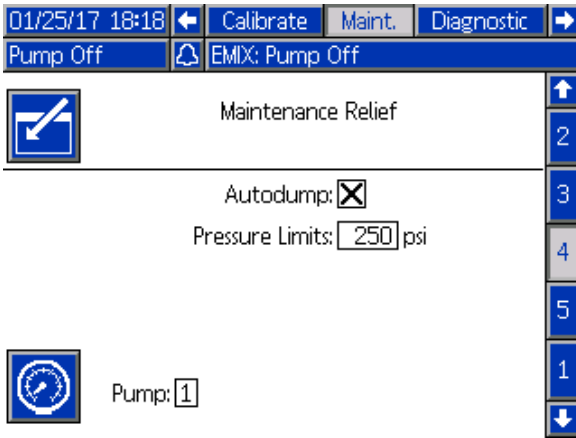 01/25/17 18:18 Calibrate Maint. Diagnostic
Pump Off EMIX: Pump Off
Maintenance Relief
2
Autodump:
3
Pressure Limits: 250 psi
4
5
1
Pump: 1